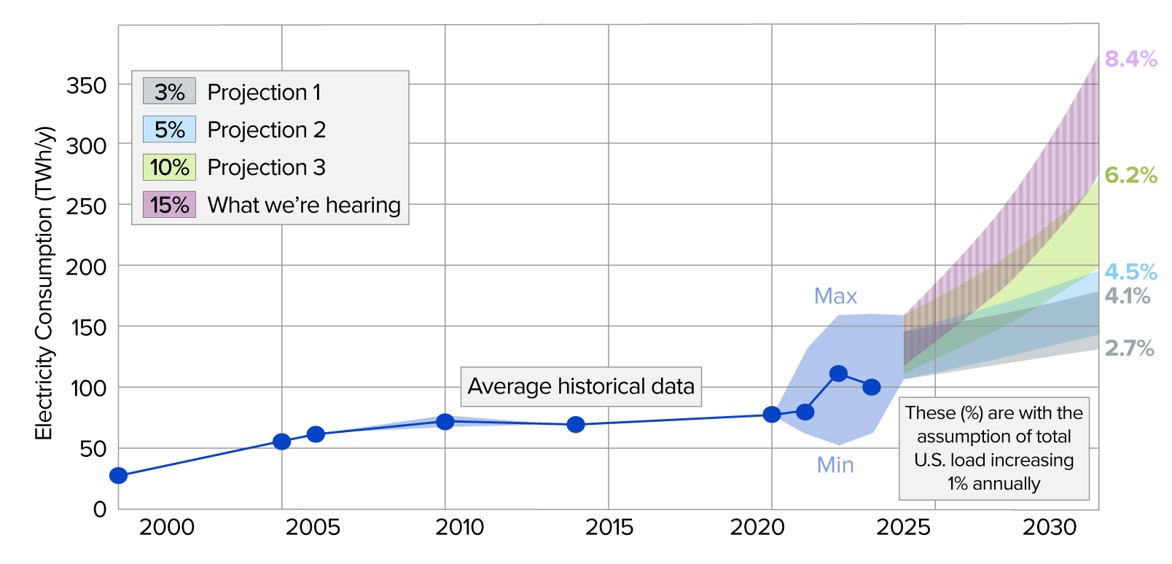 Electricity Consumption (TWh/y)
350
300
250
200
150
100
50
0
3% Projection 1
5% Projection 2
10% Projection 3
15% What we’re hearing
Average historical data
Max
Min
8.4%
6.2%
4.5%
4.1%
2.7%
These (%) are with the
assumption of total
U.S. load increasing
1% annually
2000 2005 2010 2015 2020 2025 2030